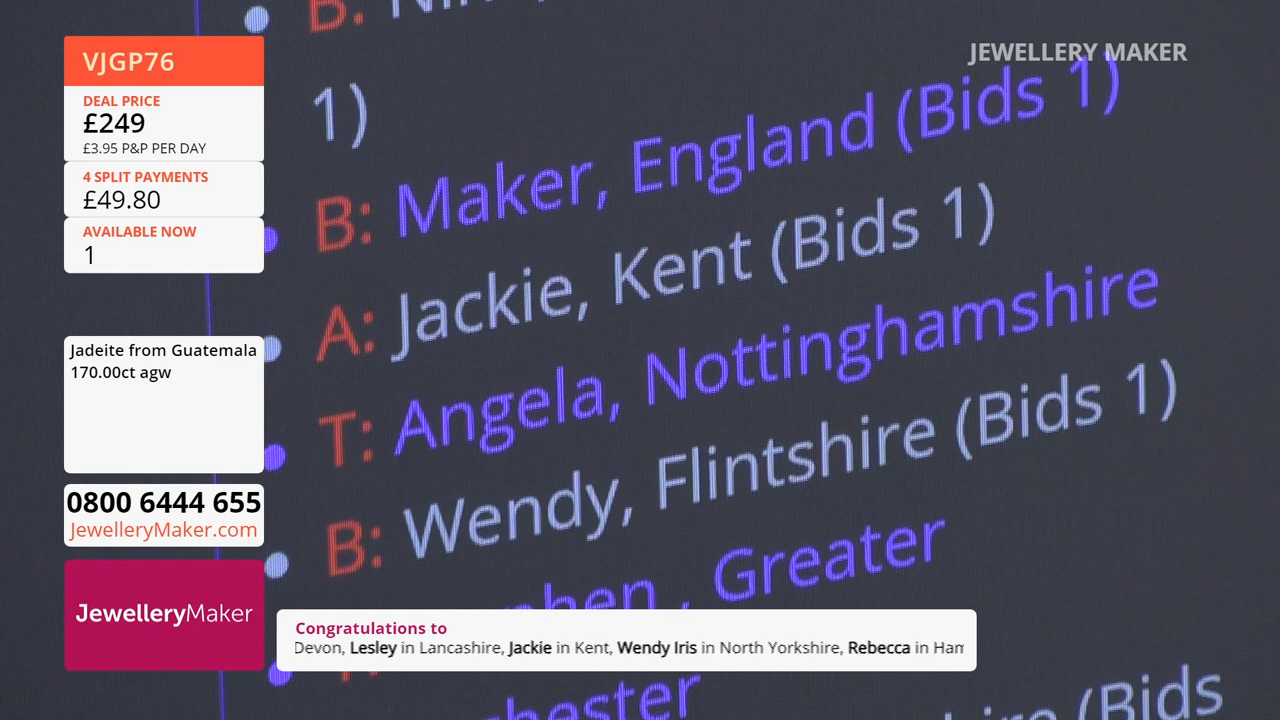 VJGP76
DEAL PRICE
£249
£3.95 P&P PER DAY
4 SPLIT PAYMENTS
£49.80
AVAILABLE NOW
1
Jadeite from Guatemala
170.00ct agw
0800 6444 655
JewelleryMaker.com
JewelleryMaker
JEWELLERY MAKER
B:
1)
B: Maker, England (Bids 1)
A: Jackie, Kent (Bids 1)
T: Angela, Nottinghamshire
B: Wendy, Flintshire (Bids 1)
Greater
(Bids
Congratulations to
Devon, Lesley in Lancashire, Jackie in Kent, Wendy Iris in North Yorkshire, Rebecca in Ham